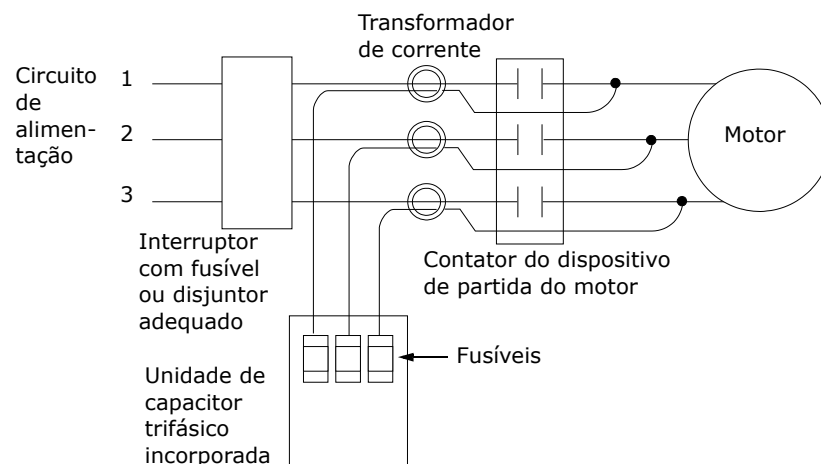 Transformador
de corrente
Circuito
de
alimen-
tação
1
2
3
Motor
Interruptor
com fusível
ou disjuntor
adequado
Contator do dispositivo
de partida do motor
Fusíveis
Unidade de
capacitor
trifásico
incorporada